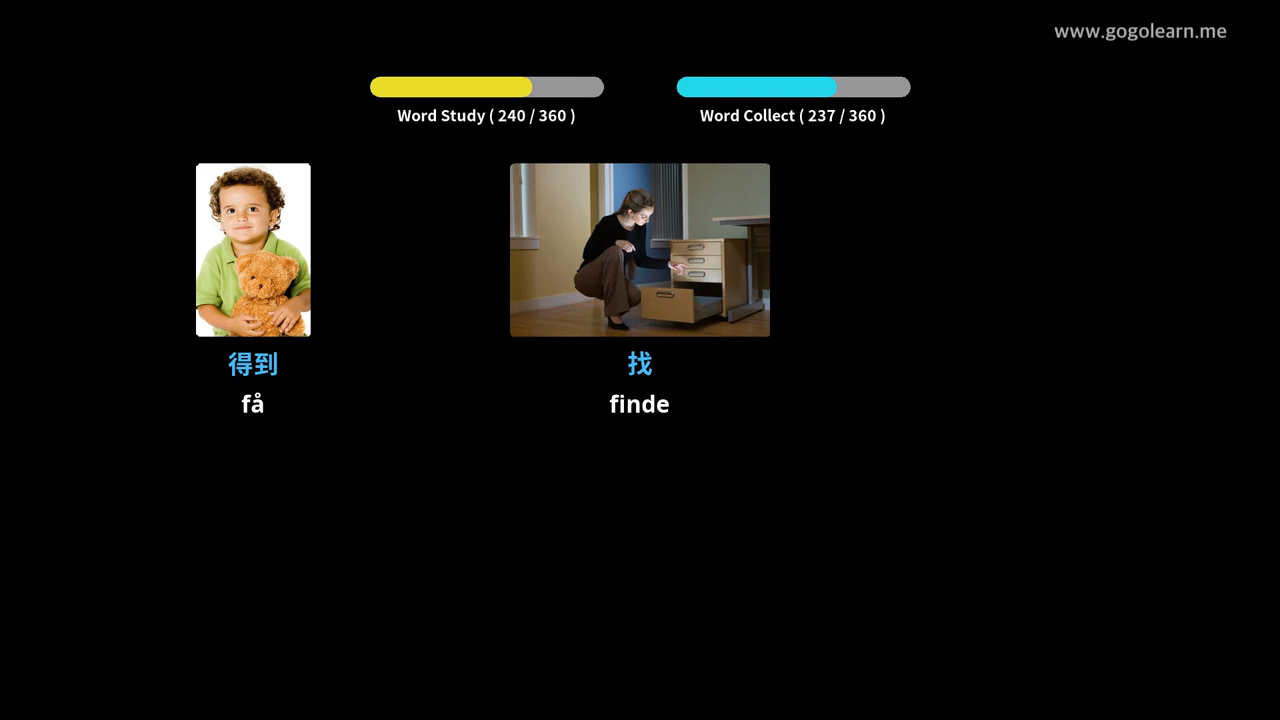 www.gogolearn.me
Word Study ( 240 / 360 )
Word Collect ( 237 / 360 )
得到
få
找
finde